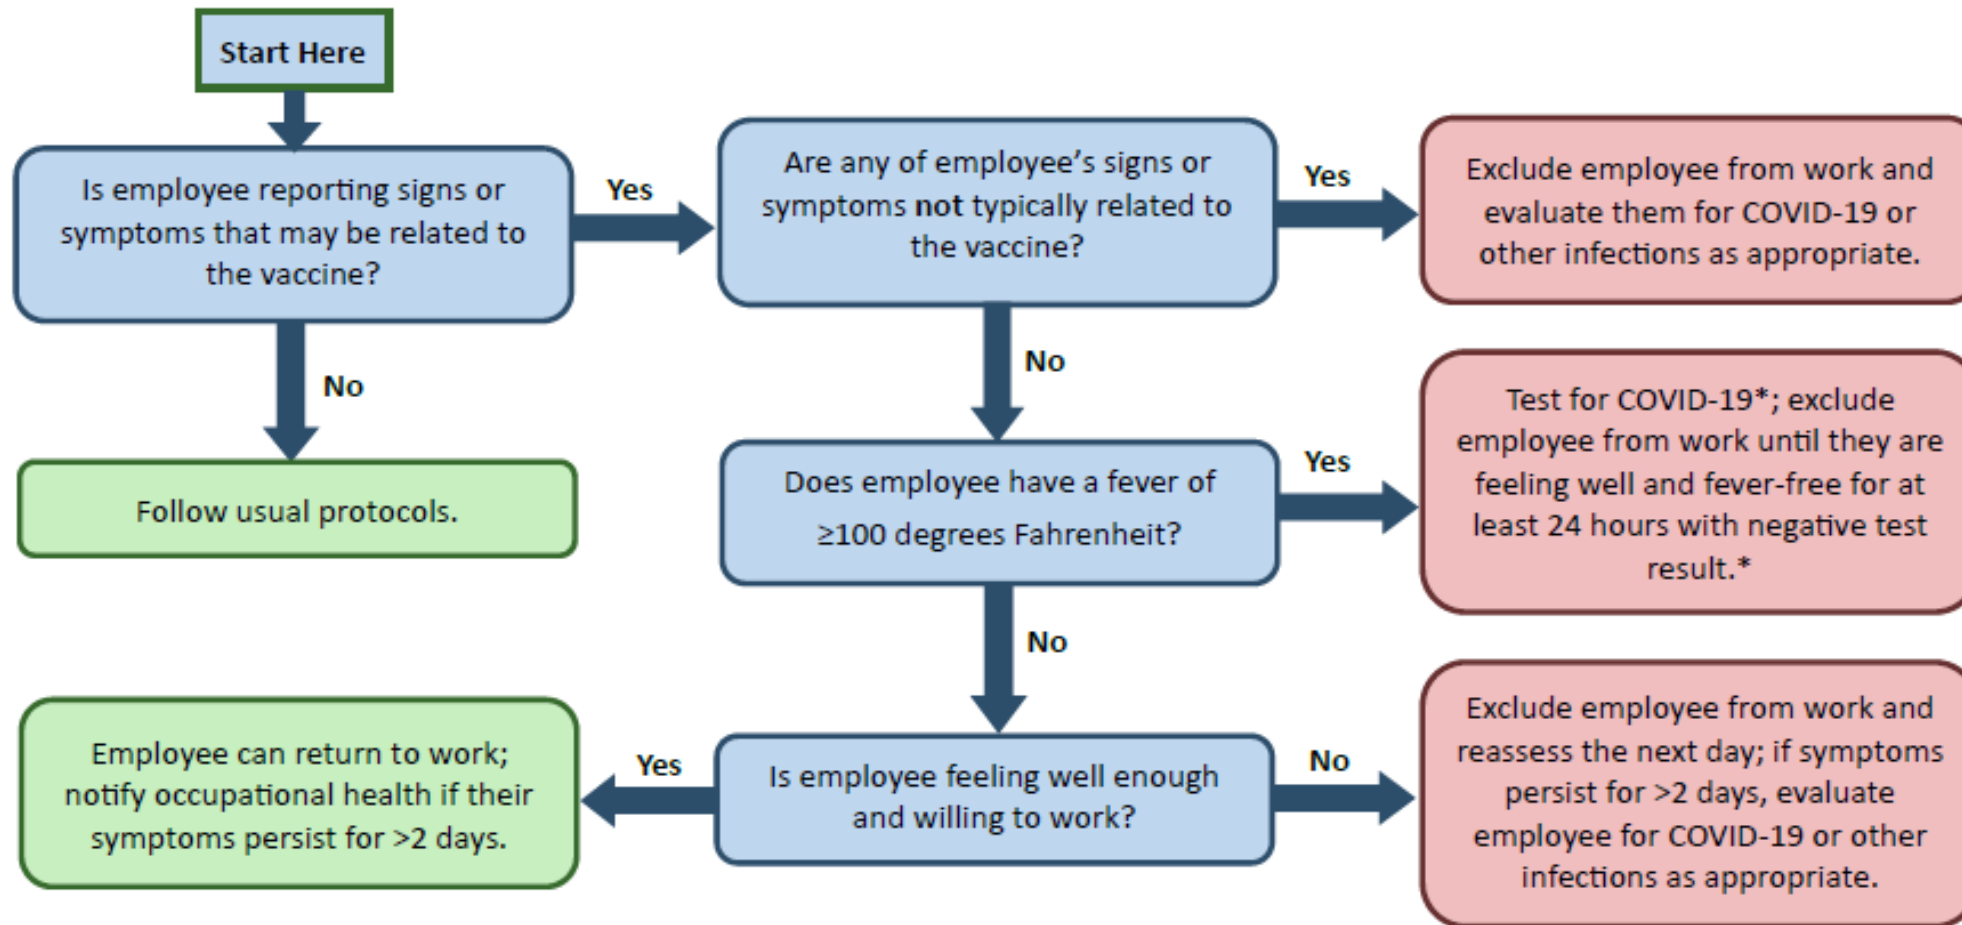 Start Here
Is employee reporting signs or
symptoms that may be related to
the vaccine?
Yes
Are any of employee’s signs or
symptoms not typically related to
the vaccine?
Yes
Exclude employee from work and
evaluate them for COVID-19 or
other infections as appropriate.
No
Follow usual protocols.
No
Does employee have a fever of
≥100 degrees Fahrenheit?
Yes
Test for COVID-19*; exclude
employee from work until they are
feeling well and fever-free for at
least 24 hours with negative test
result.*
No
Is employee feeling well enough
and willing to work?
Yes
Employee can return to work;
notify occupational health if their
symptoms persist for >2 days.
No
Exclude employee from work and
reassess the next day; if symptoms
persist for >2 days, evaluate
employee for COVID-19 or other
infections as appropriate.